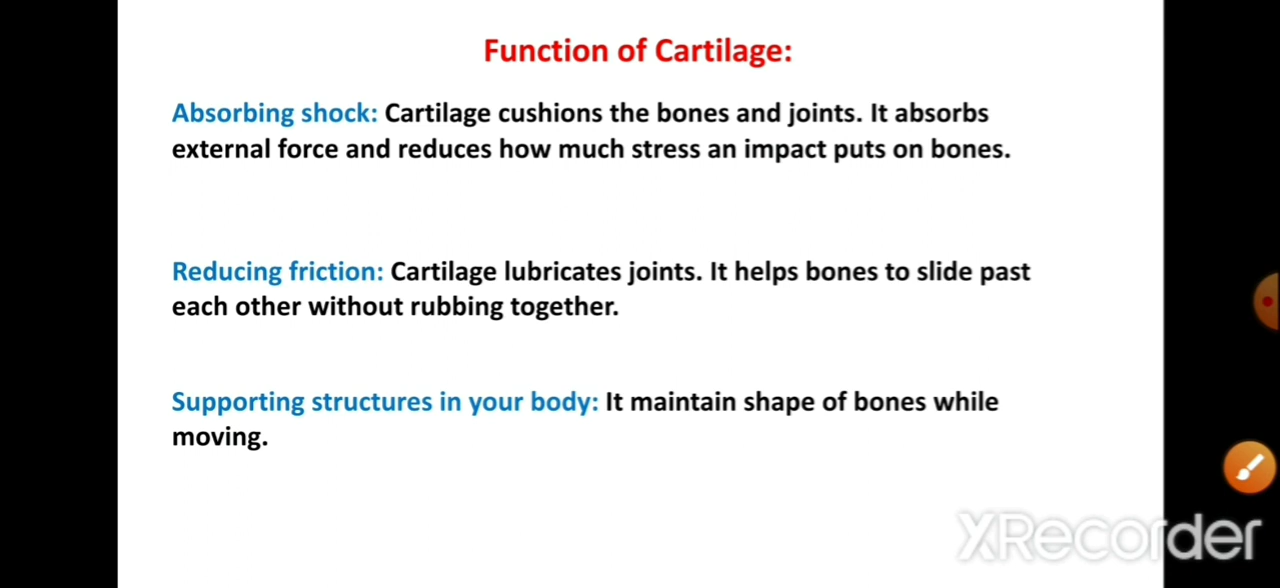 Function of Cartilage:
Absorbing shock: Cartilage cushions the bones and joints. It absorbs
external force and reduces how much stress an impact puts on bones.
Reducing friction: Cartilage lubricates joints. It helps bones to slide past
each other without rubbing together.
Supporting structures in your body: It maintain shape of bones while
moving.
XRecorder